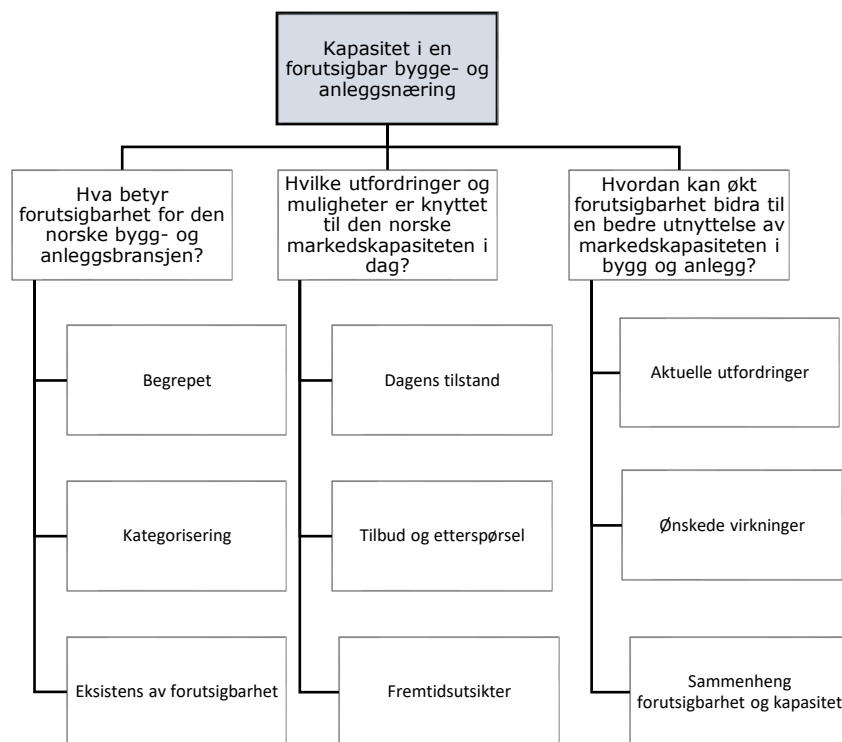 Kapasitet i en
forutsigbar bygge- og
anleggsnæring
Hva betyr
forutsigbarhet for den
norske bygg- og
anleggsbransjen?
Begrepet
Kategorisering
Eksistens av forutsigbarhet
Hvilke utfordringer og
muligheter er knyttet
til den norske
markedskapasiteten i
dag?
Dagens tilstand
Tilbud og etterspørsel
Fremtidsutsikter
Hvordan kan økt
forutsigbarhet bidra til
en bedre utnyttelse av
markedskapasiteten i
bygg og anlegg?
Aktuelle utfordringer
Ønskede virkninger
Sammenheng
forutsigbarhet og kapasitet